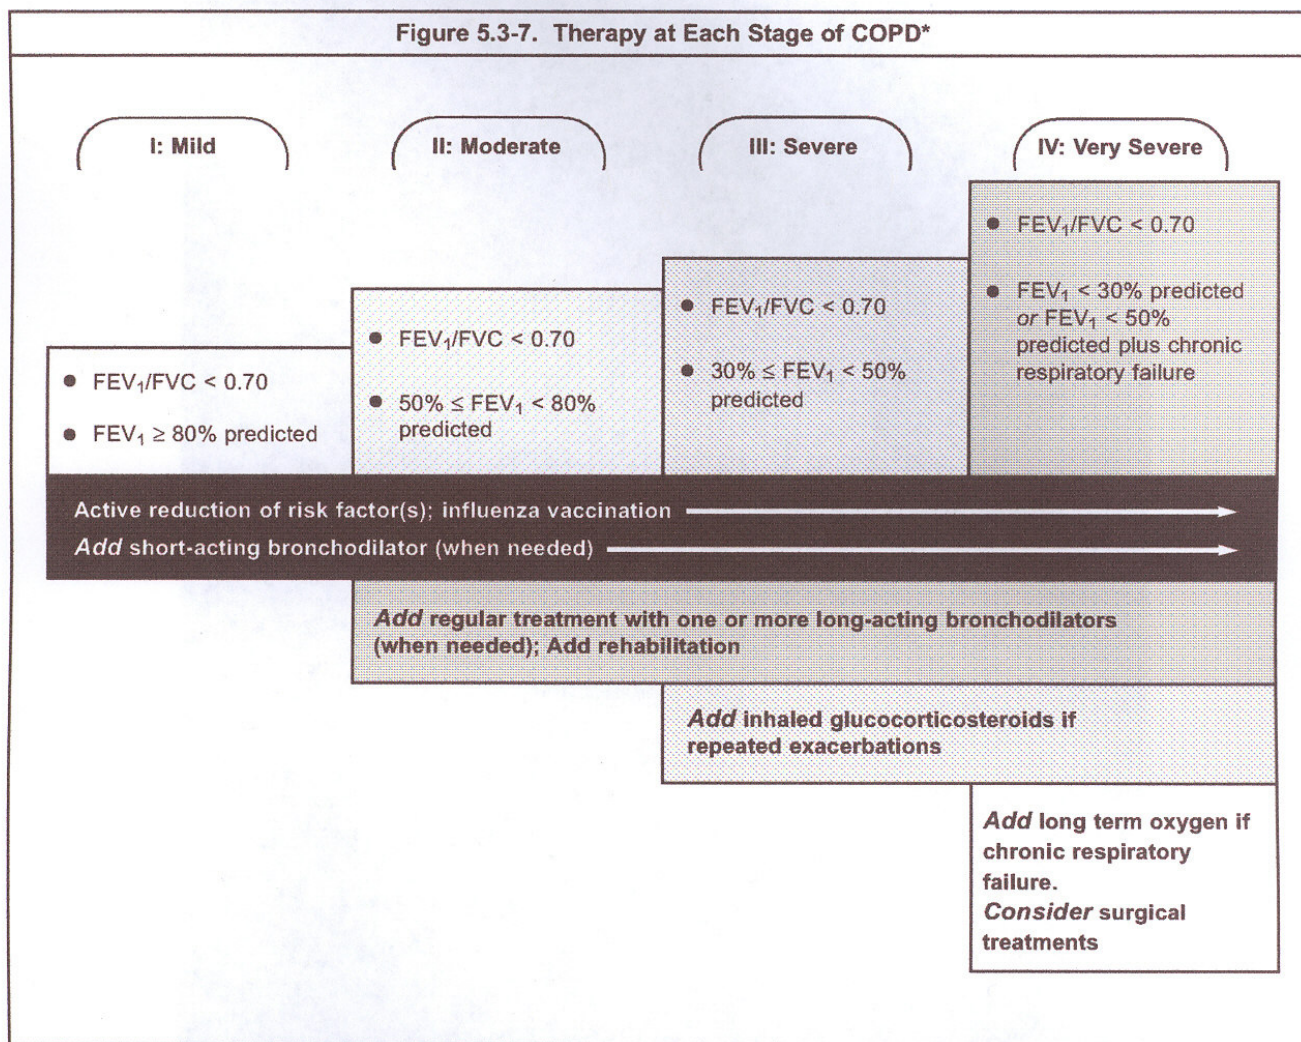 Figure 5.3-7. Therapy at Each Stage of COPD*
I: Mild
II: Moderate
III: Severe
IV: Very Severe
● FEV₁/FVC < 0.70
● FEV₁ ≥ 80% predicted
● FEV₁/FVC < 0.70
● 50% ≤ FEV₁ < 80%
predicted
● FEV₁/FVC < 0.70
● 30% ≤ FEV₁ < 50%
predicted
● FEV₁/FVC < 0.70
● FEV₁ < 30% predicted
or FEV₁ < 50%
predicted plus chronic
respiratory failure
Active reduction of risk factor(s); influenza vaccination
Add short-acting bronchodilator (when needed)
Add regular treatment with one or more long-acting bronchodilators
(when needed); Add rehabilitation
Add inhaled glucocorticosteroids if
repeated exacerbations
Add long term oxygen if
chronic respiratory
failure.
Consider surgical
treatments